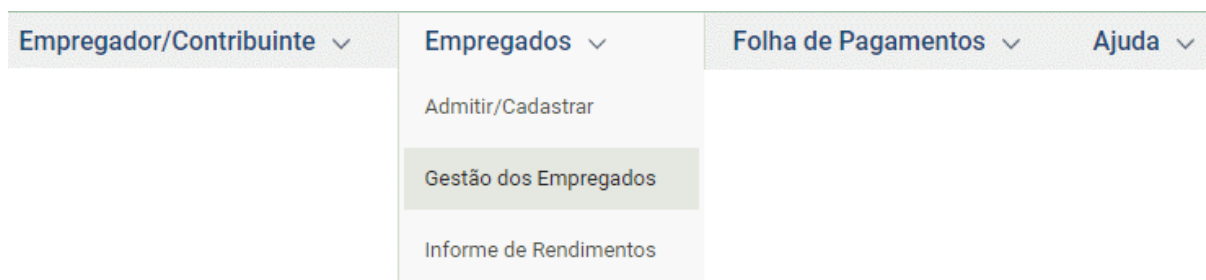 Empregador/Contribuinte Empregados Folha de Pagamentos Ajuda
Admitir/Cadastrar
Gestão dos Empregados
Informe de Rendimentos